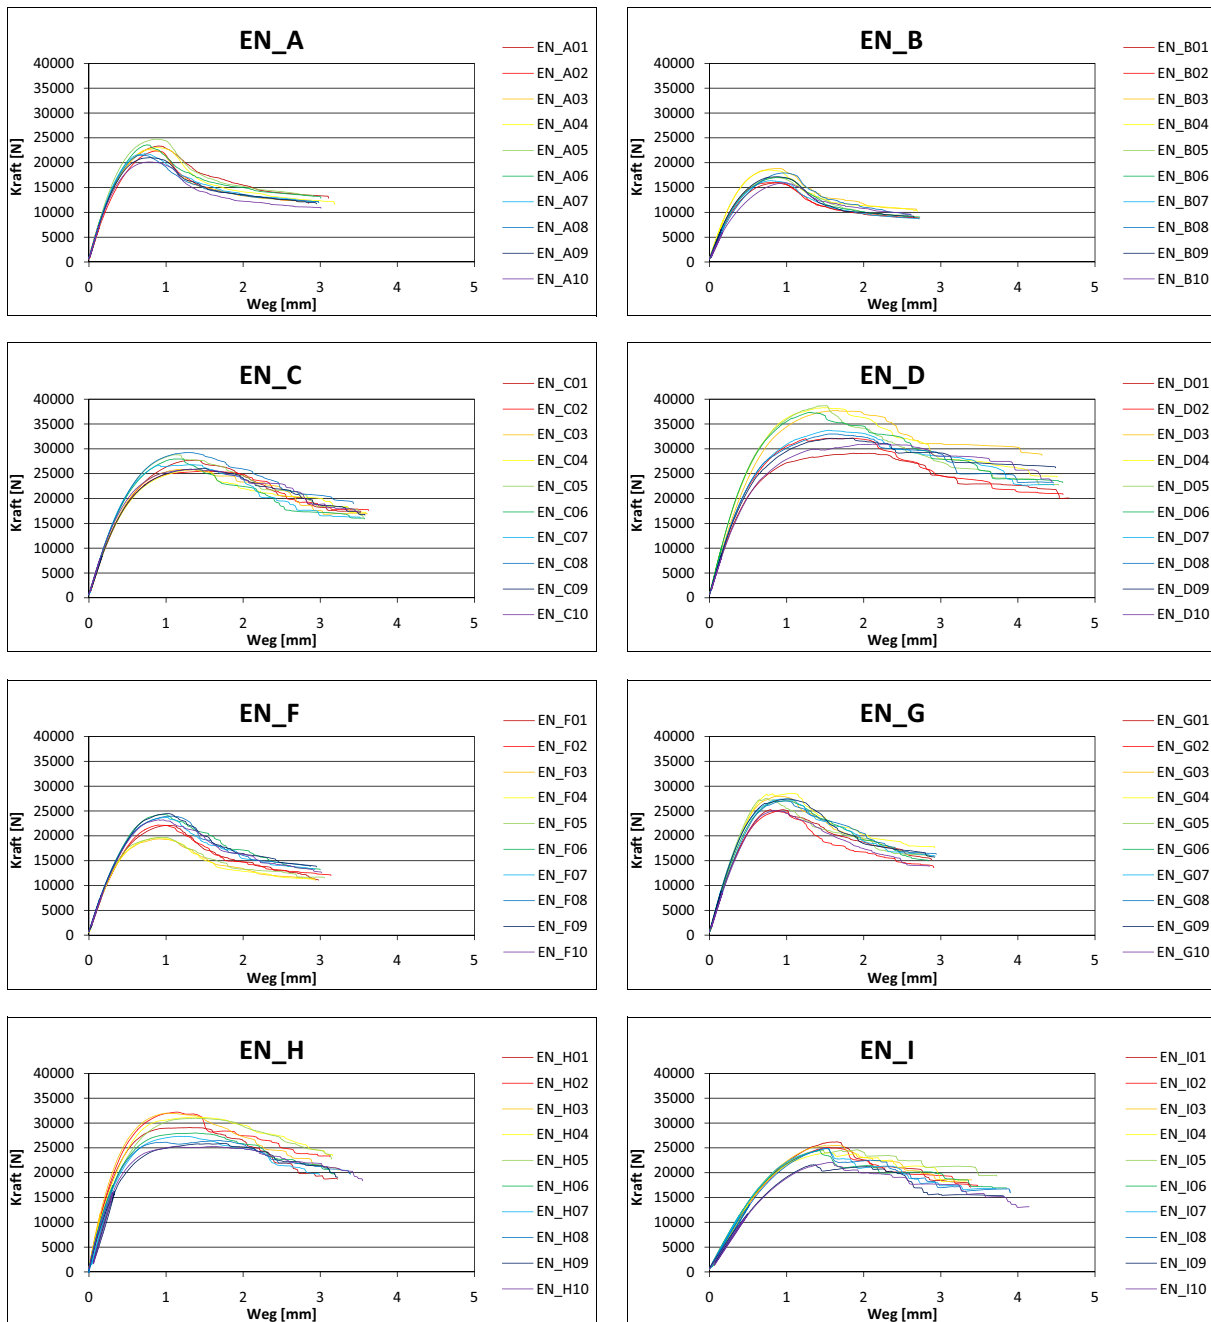 EN_A
40000
35000
30000
25000
20000
15000
10000
5000
0
Kraft [N]
0 1 2 3 4 5
Weg [mm]
EN_A01
EN_A02
EN_A03
EN_A04
EN_A05
EN_A06
EN_A07
EN_A08
EN_A09
EN_A10
EN_B
40000
35000
30000
25000
20000
15000
10000
5000
0
Kraft [N]
0 1 2 3 4 5
Weg [mm]
EN_B01
EN_B02
EN_B03
EN_B04
EN_B05
EN_B06
EN_B07
EN_B08
EN_B09
EN_B10
EN_C
40000
35000
30000
25000
20000
15000
10000
5000
0
Kraft [N]
0 1 2 3 4 5
Weg [mm]
EN_C01
EN_C02
EN_C03
EN_C04
EN_C05
EN_C06
EN_C07
EN_C08
EN_C09
EN_C10
EN_D
40000
35000
30000
25000
20000
15000
10000
5000
0
Kraft [N]
0 1 2 3 4 5
Weg [mm]
EN_D01
EN_D02
EN_D03
EN_D04
EN_D05
EN_D06
EN_D07
EN_D08
EN_D09
EN_D10
EN_F
40000
35000
30000
25000
20000
15000
10000
5000
0
Kraft [N]
0 1 2 3 4 5
Weg [mm]
EN_F01
EN_F02
EN_F03
EN_F04
EN_F05
EN_F06
EN_F07
EN_F08
EN_F09
EN_F10
EN_G
40000
35000
30000
25000
20000
15000
10000
5000
0
Kraft [N]
0 1 2 3 4 5
Weg [mm]
EN_G01
EN_G02
EN_G03
EN_G04
EN_G05
EN_G06
EN_G07
EN_G08
EN_G09
EN_G10
EN_H
40000
35000
30000
25000
20000
15000
10000
5000
0
Kraft [N]
0 1 2 3 4 5
Weg [mm]
EN_H01
EN_H02
EN_H03
EN_H04
EN_H05
EN_H06
EN_H07
EN_H08
EN_H09
EN_H10
EN_I
40000
35000
30000
25000
20000
15000
10000
5000
0
Kraft [N]
0 1 2 3 4 5
Weg [mm]
EN_I01
EN_I02
EN_I03
EN_I04
EN_I05
EN_I06
EN_I07
EN_I08
EN_I09
EN_I10